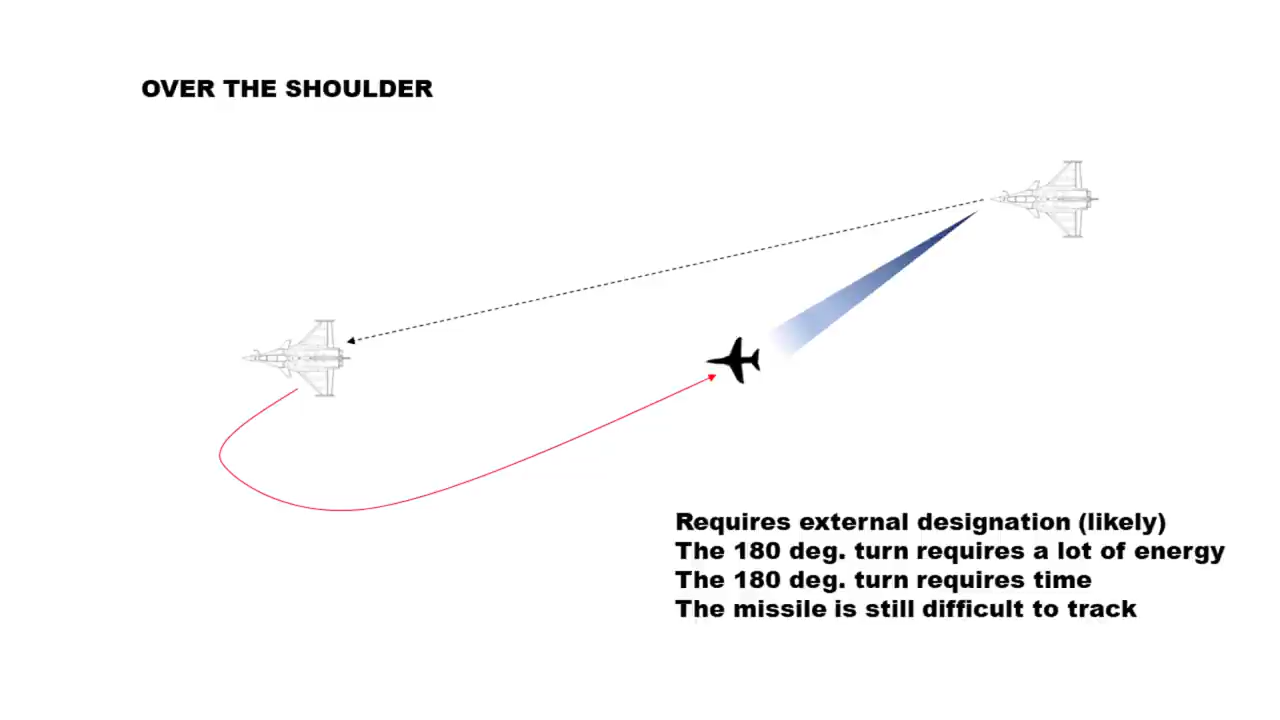 OVER THE SHOULDER
Requires external designation (likely)
The 180 deg. turn requires a lot of energy
The 180 deg. turn requires time
The missile is still difficult to track